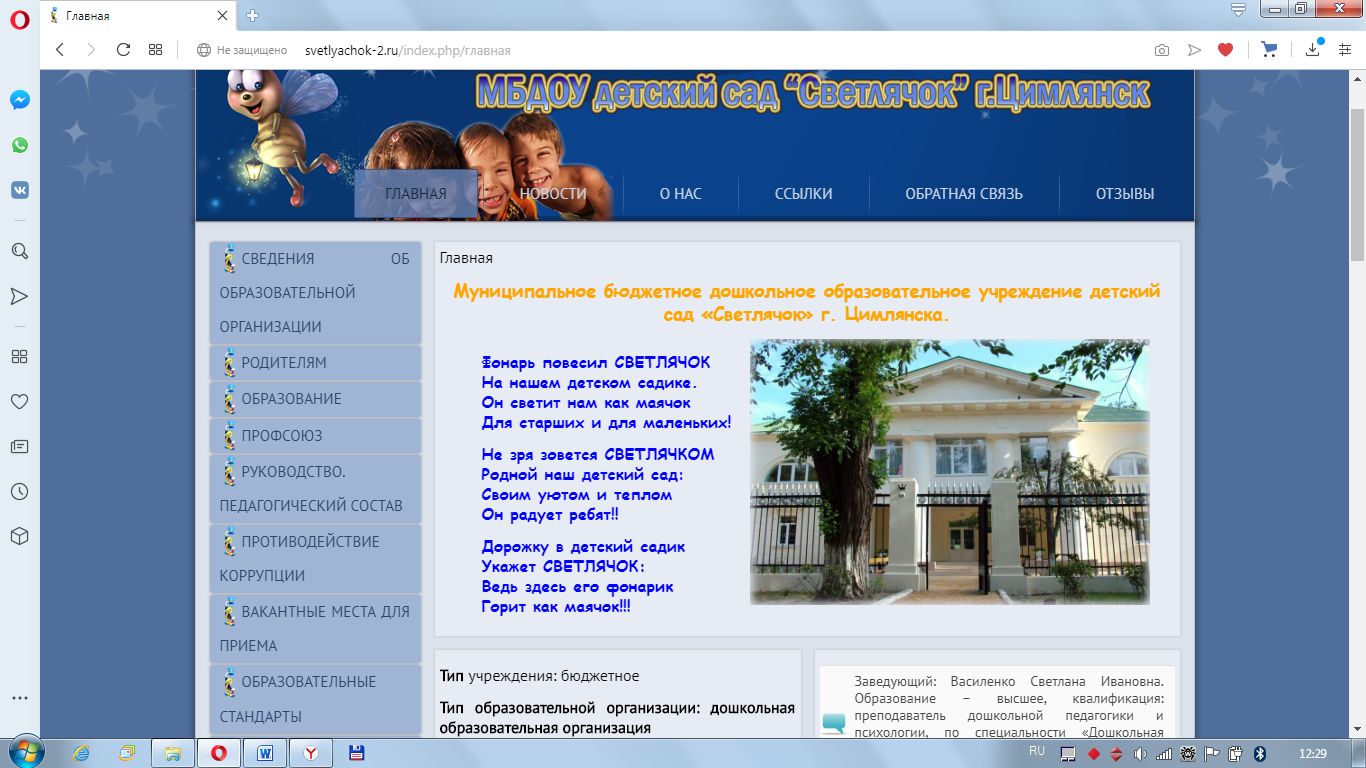 Главная
Не защищено svetlyachok-2.ru/index.php/главная
МБДОУ детский сад “Светлячок” г.Цимлянск
ГЛАВНАЯ НОВОСТИ О НАС ССЫЛКИ ОБРАТНАЯ СВЯЗЬ ОТЗЫВЫ
СВЕДЕНИЯ ОБ
ОБРАЗОВАТЕЛЬНОЙ
ОРГАНИЗАЦИИ
РОДИТЕЛЯМ
ОБРАЗОВАНИЕ
ПРОФСОЮЗ
РУКОВОДСТВО.
ПЕДАГОГИЧЕСКИЙ СОСТАВ
ПРОТИВОДЕЙСТВИЕ
КОРРУПЦИИ
ВАКАНТНЫЕ МЕСТА ДЛЯ
ПРИЕМА
ОБРАЗОВАТЕЛЬНЫЕ
СТАНДАРТЫ
Главная
Муниципальное бюджетное дошкольное образовательное учреждение детский
сад «Светлячок» г. Цимлянска.
Фонарь повесил СВЕТЛЯЧОК
На нашем детском садике.
Он светит нам как маячок
Для старших и для маленьких!
Не зря зовется СВЕТЛЯЧКОМ
Родной наш детский сад:
Своим уютом и теплом
Он радует ребят!!
Дорожку в детский садик
Укажет СВЕТЛЯЧОК:
Ведь здесь его фонарик
Горит как маячок!!!
Тип учреждения: бюджетное
Тип образовательной организации: дошкольная
образовательная организация
Заведующий: Василенко Светлана Ивановна.
Образование – высшее, квалификация:
преподаватель дошкольной педагогики и
психологии, по специальности «Дошкольная
RU 12:29